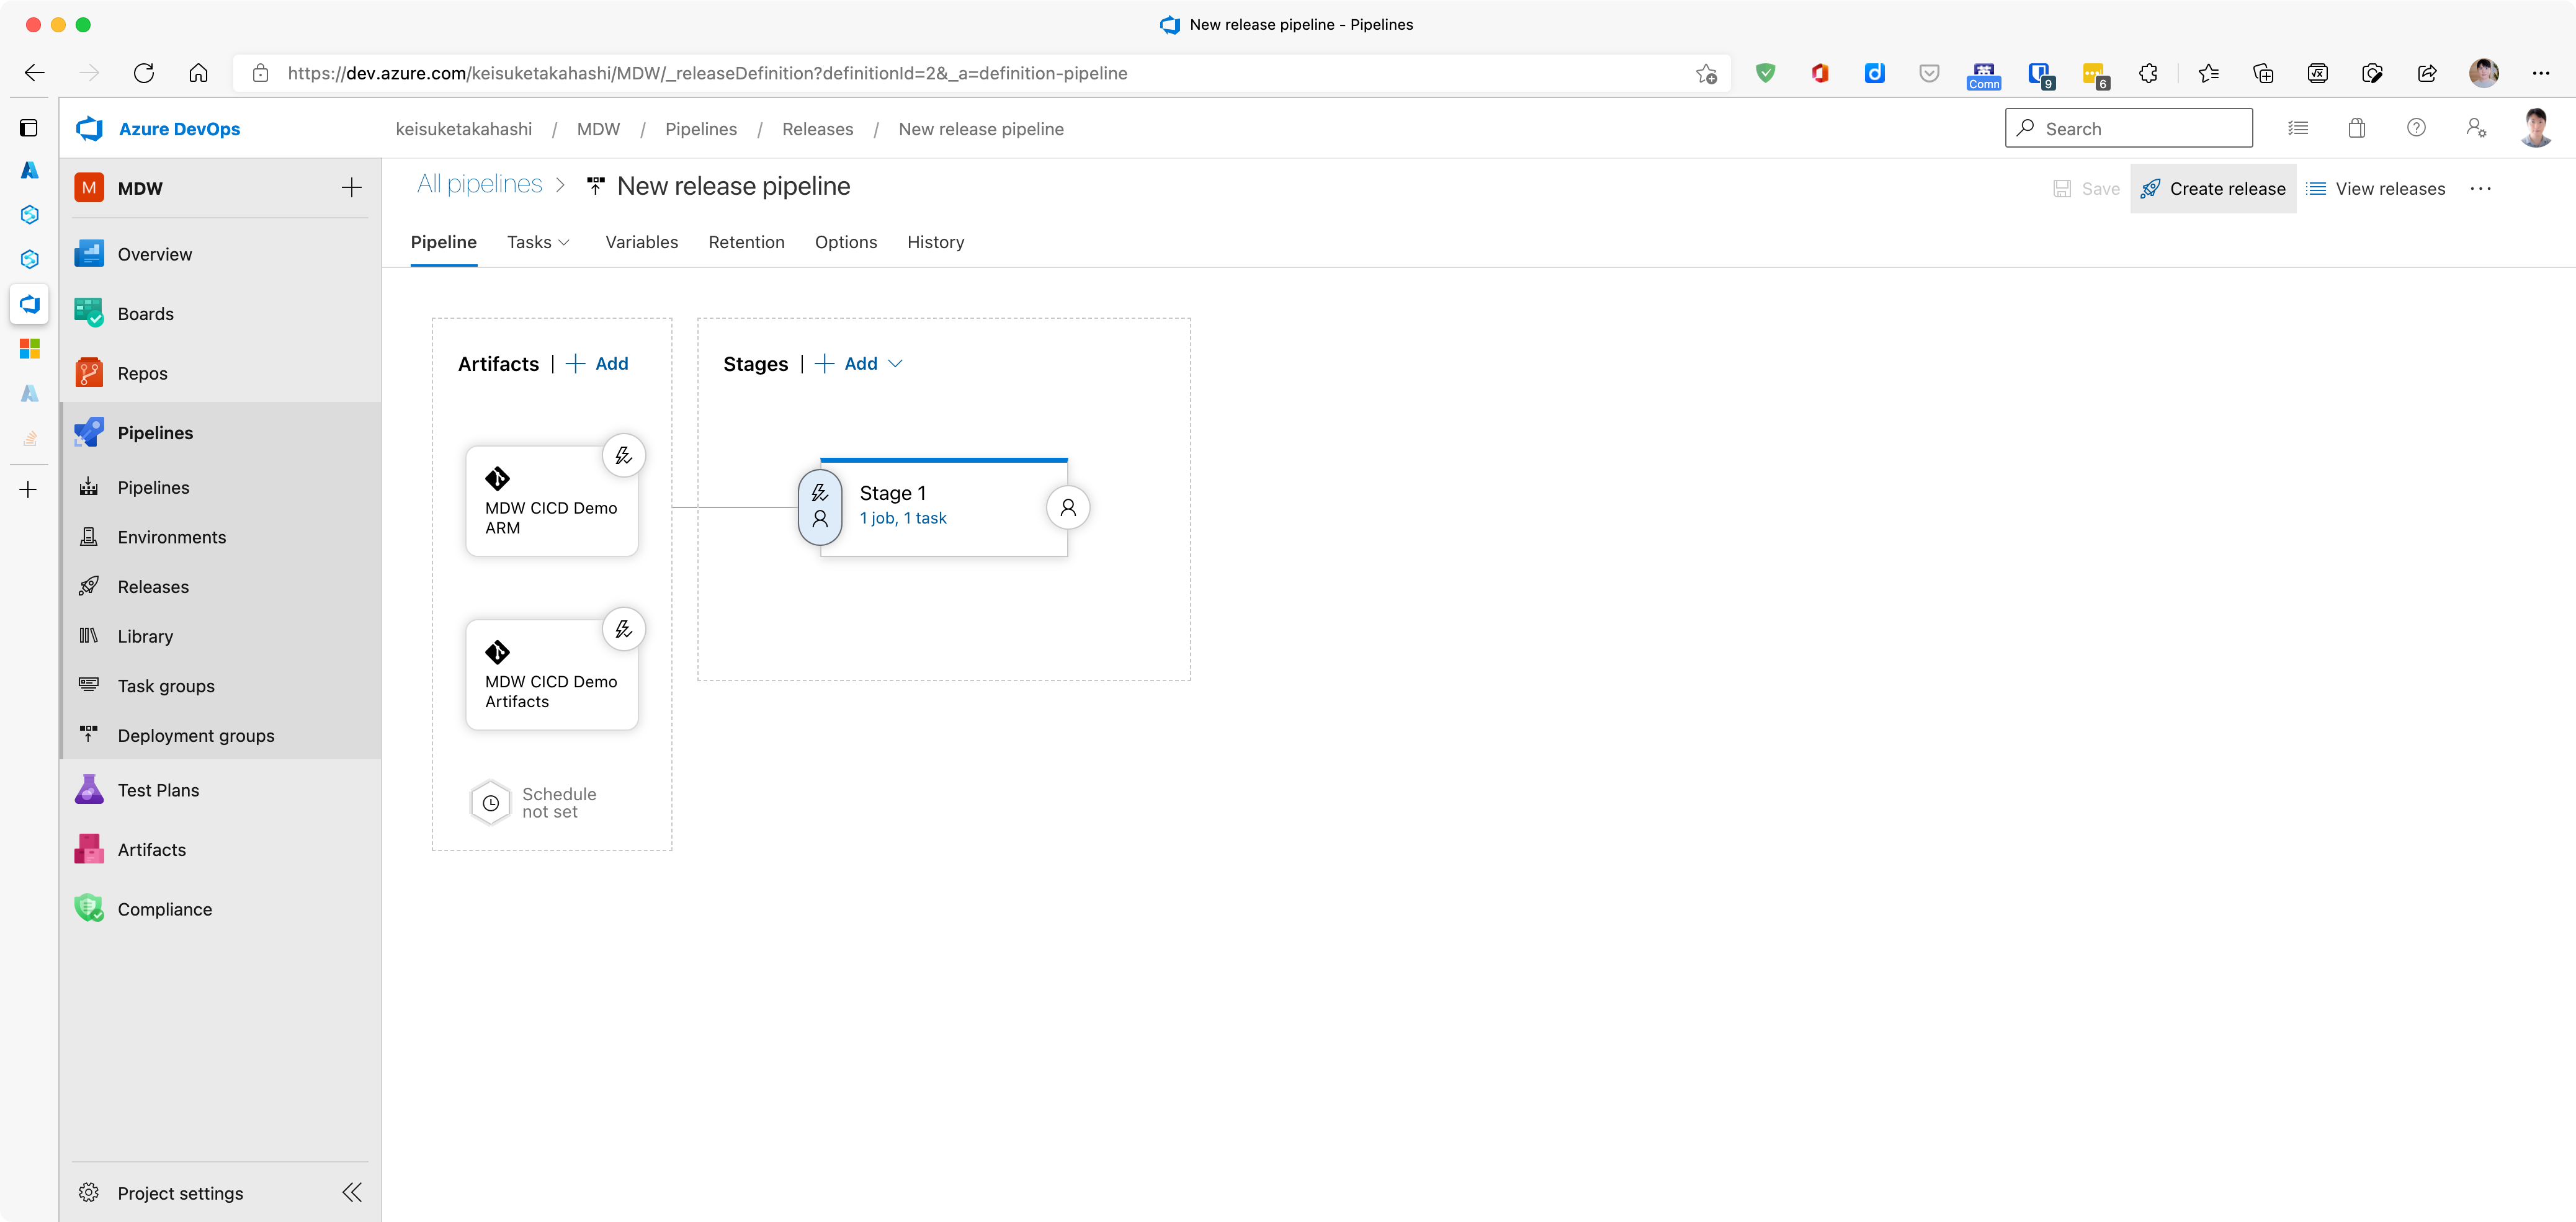 New release pipeline - Pipelines
https://dev.azure.com/keisuketakahashi/MDW/_releaseDefinition?definitionId=2&_a=definition-pipeline
Comn
9
6
Azure DevOps
keisuketakahashi / MDW / Pipelines / Releases / New release pipeline
Search
M MDW
All pipelines > New release pipeline
Save
Create release
View releases
Pipeline Tasks Variables Retention Options History
Overview
Boards
Repos
Pipelines
Pipelines
Environments
Releases
Library
Task groups
Deployment groups
Test Plans
Artifacts
Compliance
Project settings
Artifacts | + Add
MDW CICD Demo
ARM
MDW CICD Demo
Artifacts
Schedule
not set
Stages | + Add
Stage 1
1 job, 1 task